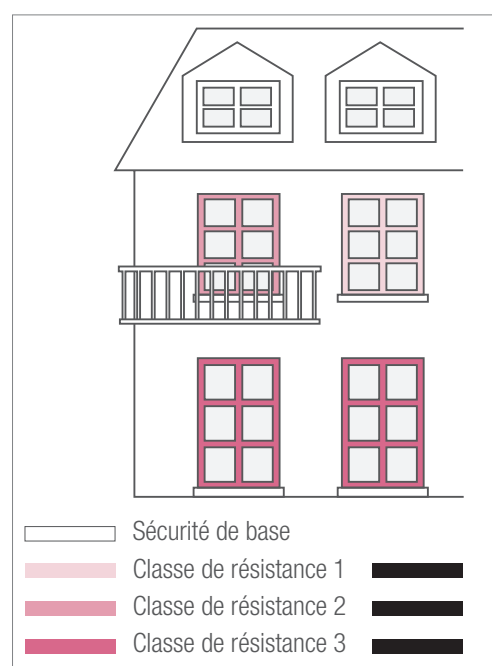 Sécurité de base
Classe de résistance 1
Classe de résistance 2
Classe de résistance 3